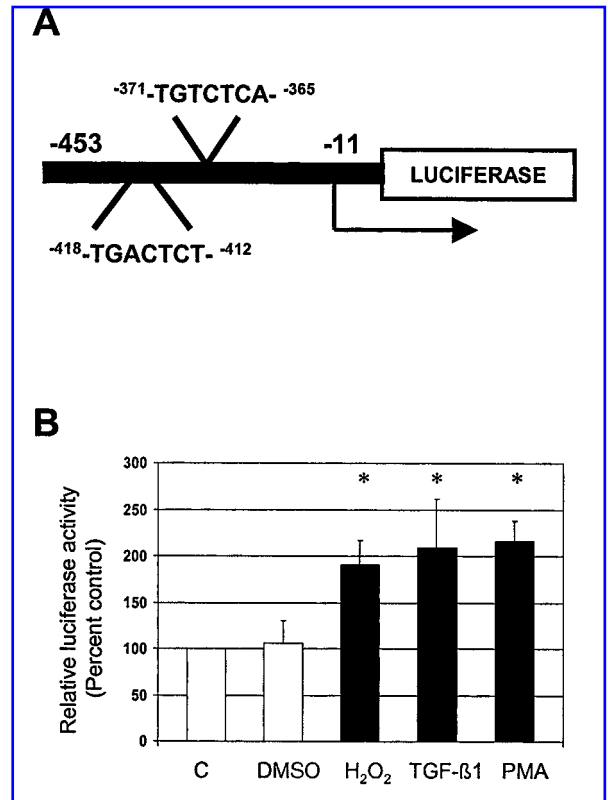 A
-371-TGTCTCA- -365
-453 -11
LUCIFERASE
-418-TGACTCT- -412
B
Relative luciferase activity
(Percent control)
300
250
200
150
100
50
0
* * *
C DMSO H₂O₂ TGF-ß1 PMA